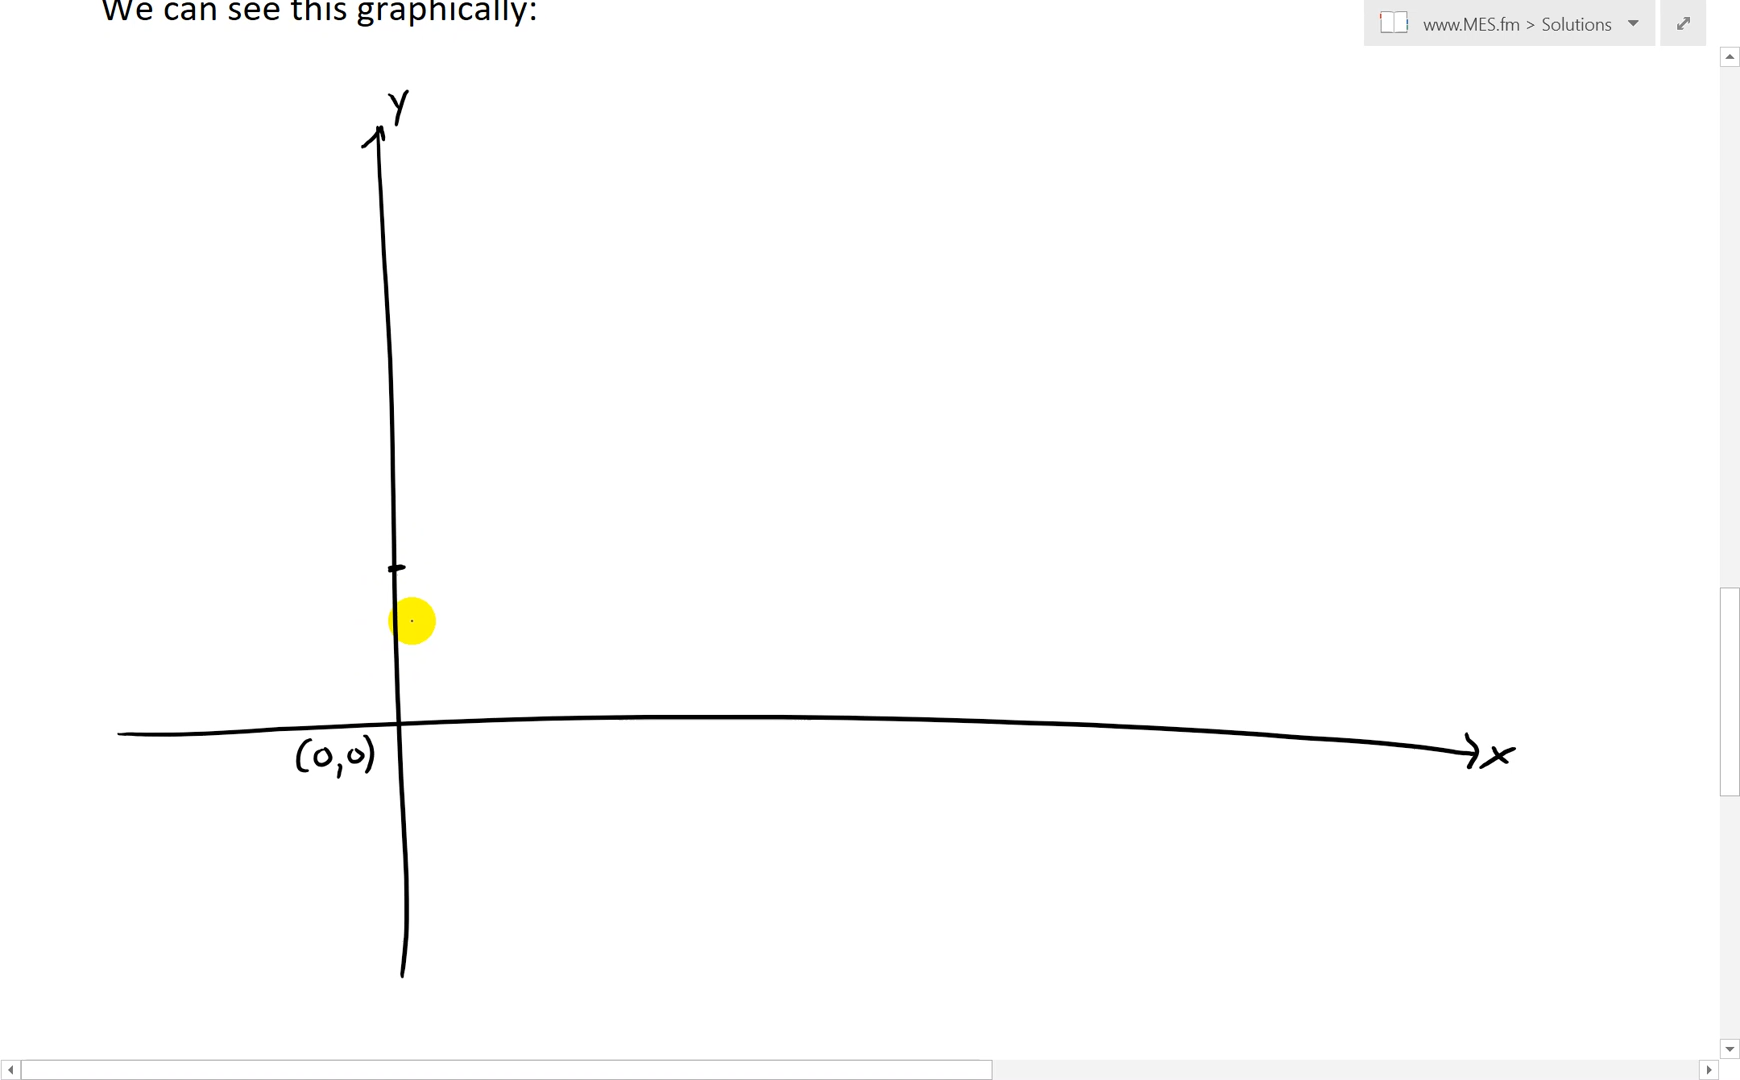 We can see this graphically:
www.MES.fm > Solutions
Y
(0,0)
X